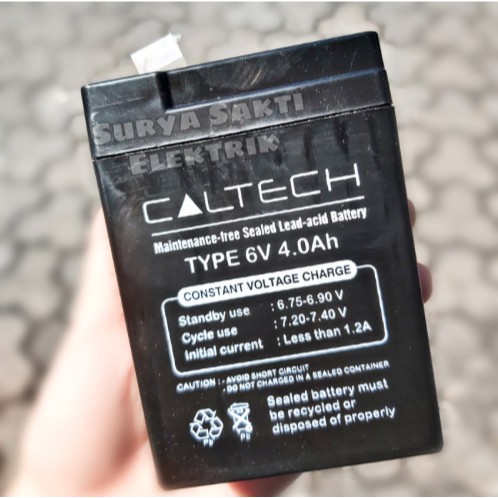 SURYA SAKTI
ELEKTRIK
CALTECH
Maintenance-free Sealed Lead-acid Battery
TYPE 6V 4.0Ah
CONSTANT VOLTAGE CHARGE
Standby use : 6.75-6.90 V
Cycle use : 7.20-7.40 V
Initial current : Less than 1.2A
CAUTION : - AVOID SHORT CIRCUIT
- DO NOT CHARGED IN A SEALED CONTAINER
Sealed battery must
be recycled or
disposed of properly
Pb Pb